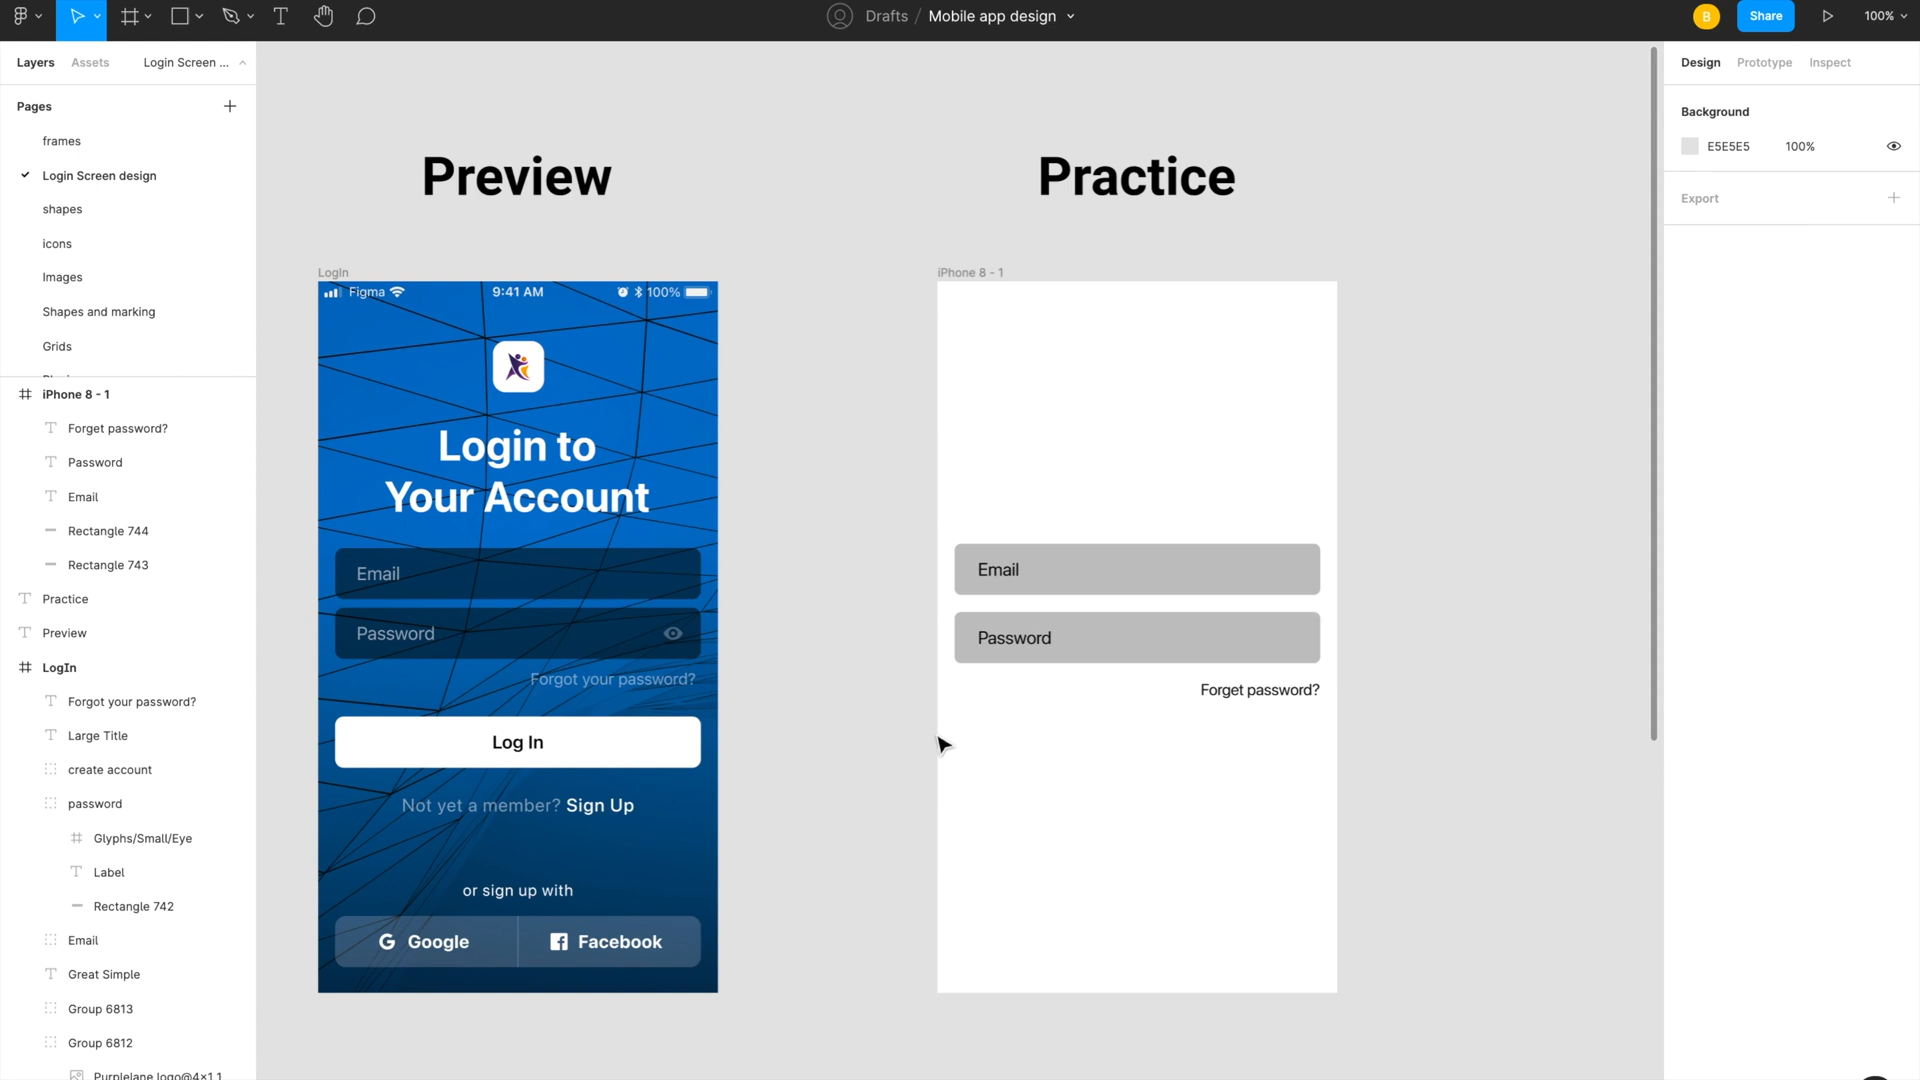 Drafts / Mobile app design
B
Share
100%
Layers
Assets
Login Screen ...
Pages
frames
Login Screen design
shapes
icons
Images
Shapes and marking
Grids
iPhone 8 - 1
Forget password?
Password
Email
Rectangle 744
Rectangle 743
Practice
Preview
LogIn
Forgot your password?
Large Title
create account
password
Glyphs/Small/Eye
Label
Rectangle 742
Email
Great Simple
Group 6813
Group 6812
Purplelane logo@4x1 1
Preview
LogIn
Figma
9:41 AM
100%
Login to
Your Account
Email
Password
Forgot your password?
Log In
Not yet a member? Sign Up
or sign up with
G Google
Facebook
Practice
iPhone 8 - 1
Email
Password
Forget password?
Design
Prototype
Inspect
Background
E5E5E5
100%
Export